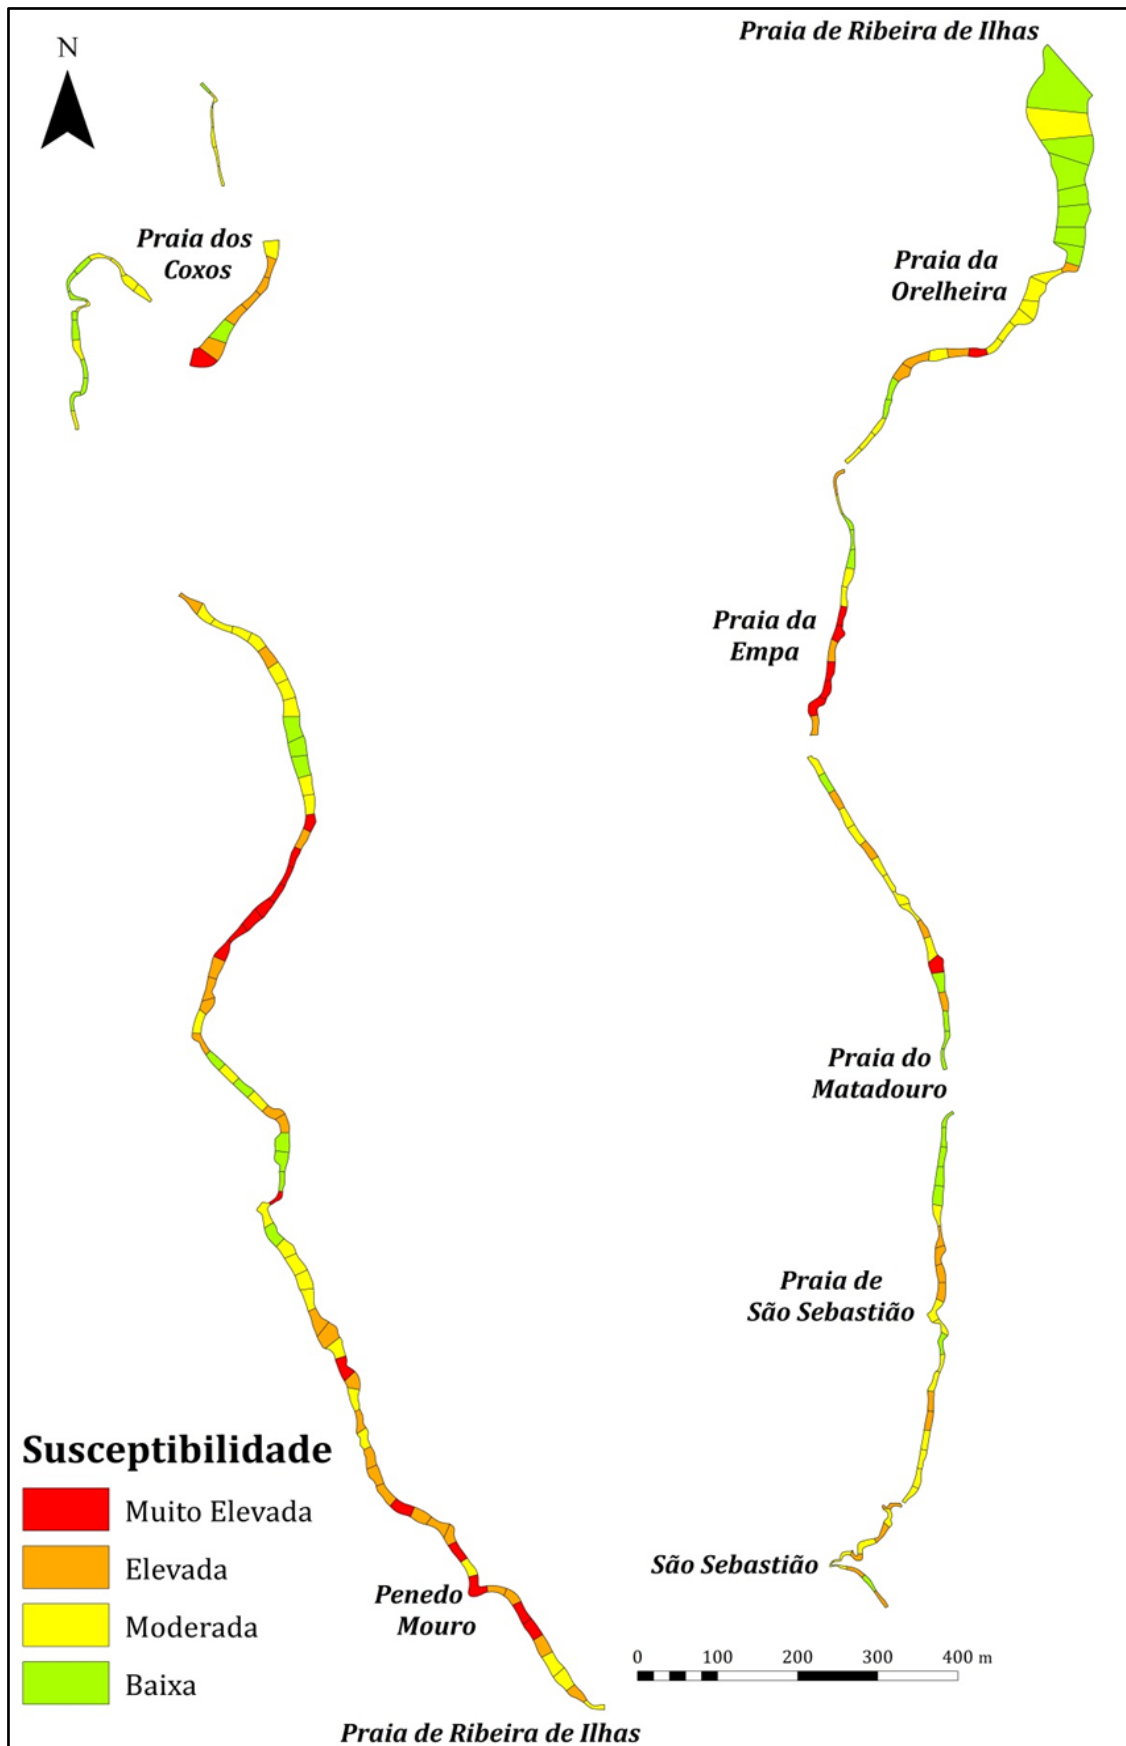 Praia de Ribeira de Ilhas
N
Praia dos
Coxos
Praia da
Orelheira
Praia da
Empa
Praia do
Matadouro
Praia de
São Sebastião
Susceptibilidade
Muito Elevada
Elevada
Moderada
Baixa
São Sebastião
Penedo
Mouro
0 100 200 300 400 m
Praia de Ribeira de Ilhas